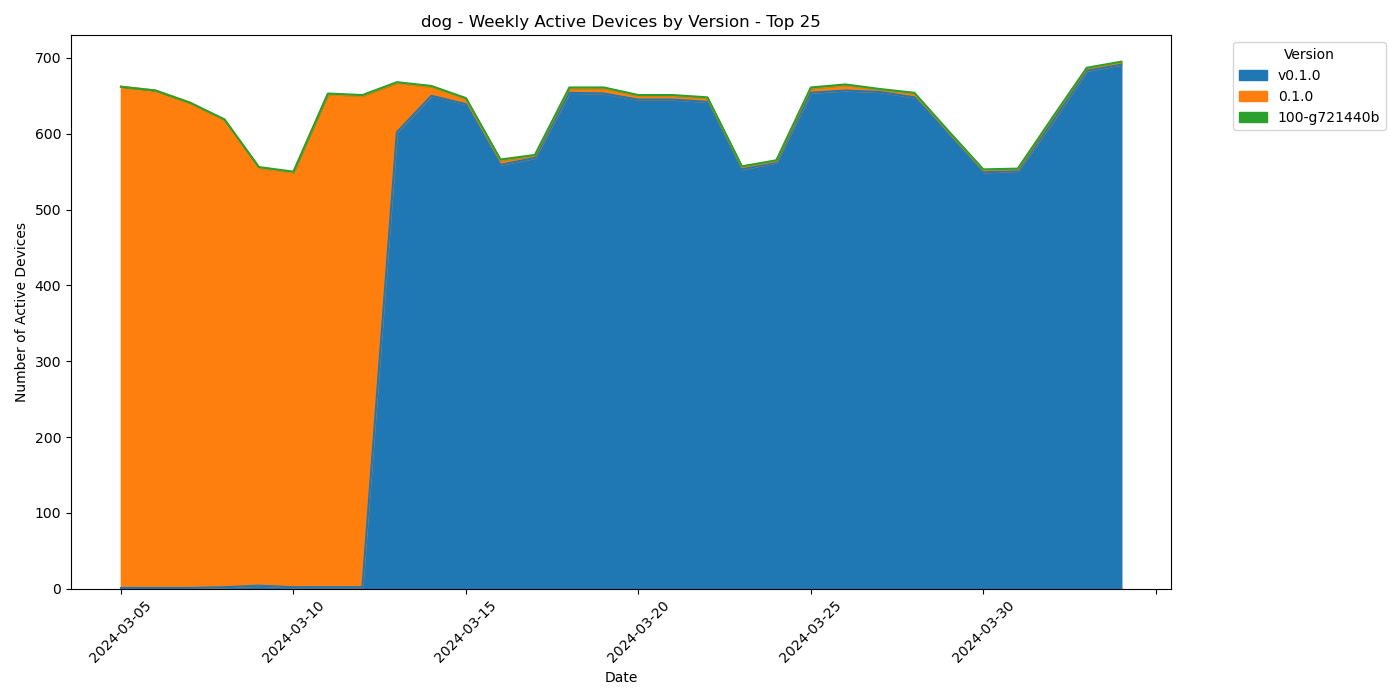 dog - Weekly Active Devices by Version - Top 25
Number of Active Devices
700
600
500
400
300
200
100
0
2024-03-05
2024-03-10
2024-03-15
2024-03-20
2024-03-25
2024-03-30
Date
Version
v0.1.0
0.1.0
100-g721440b